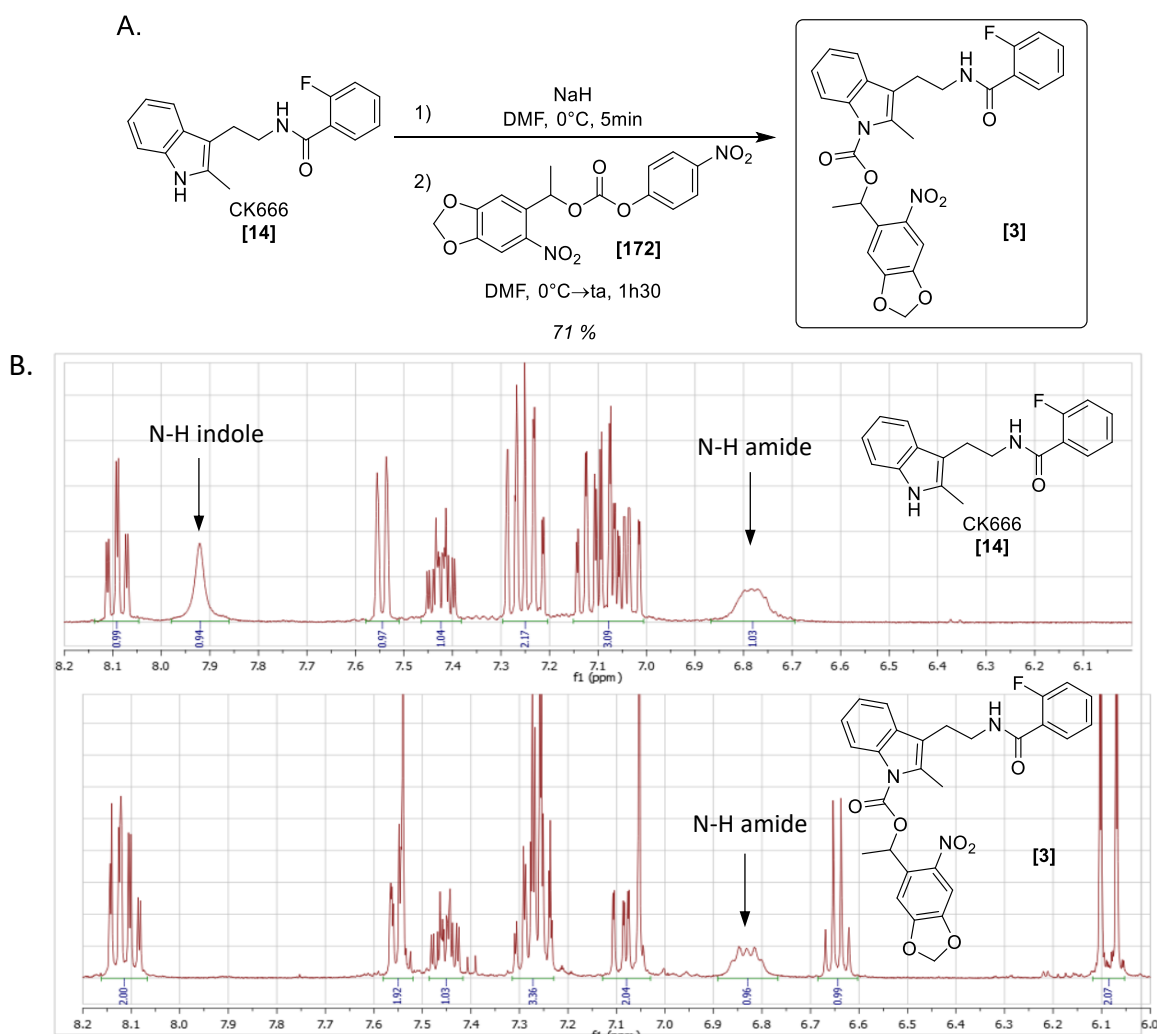 A.
1)
NaH
DMF, 0°C, 5min
2)
[172]
DMF, 0°C→ta, 1h30
71 %
F
H
N
O
N
H
CK666
[14]
O
O
NO2
O
O
O
NO2
F
H
N
O
N
O
O
NO2
O
O
[3]
B.
N-H indole
N-H amide
F
H
N
O
N
H
CK666
[14]
0.99
0.94
0.97
1.04
2.17
3.09
1.03
8.2 8.1 8.0 7.9 7.8 7.7 7.6 7.5 7.4 7.3 7.2 7.1 7.0 6.9 6.8 6.7 6.6 6.5 6.4 6.3 6.2 6.1
f1 (ppm)
N-H amide
F
H
N
O
N
O
O
NO2
O
O
[3]
2.00
1.92
1.03
3.36
2.04
0.96
0.99
2.07
8.2 8.1 8.0 7.9 7.8 7.7 7.6 7.5 7.4 7.3 7.2 7.1 7.0 6.9 6.8 6.7 6.6 6.5 6.4 6.3 6.2 6.1 6.0